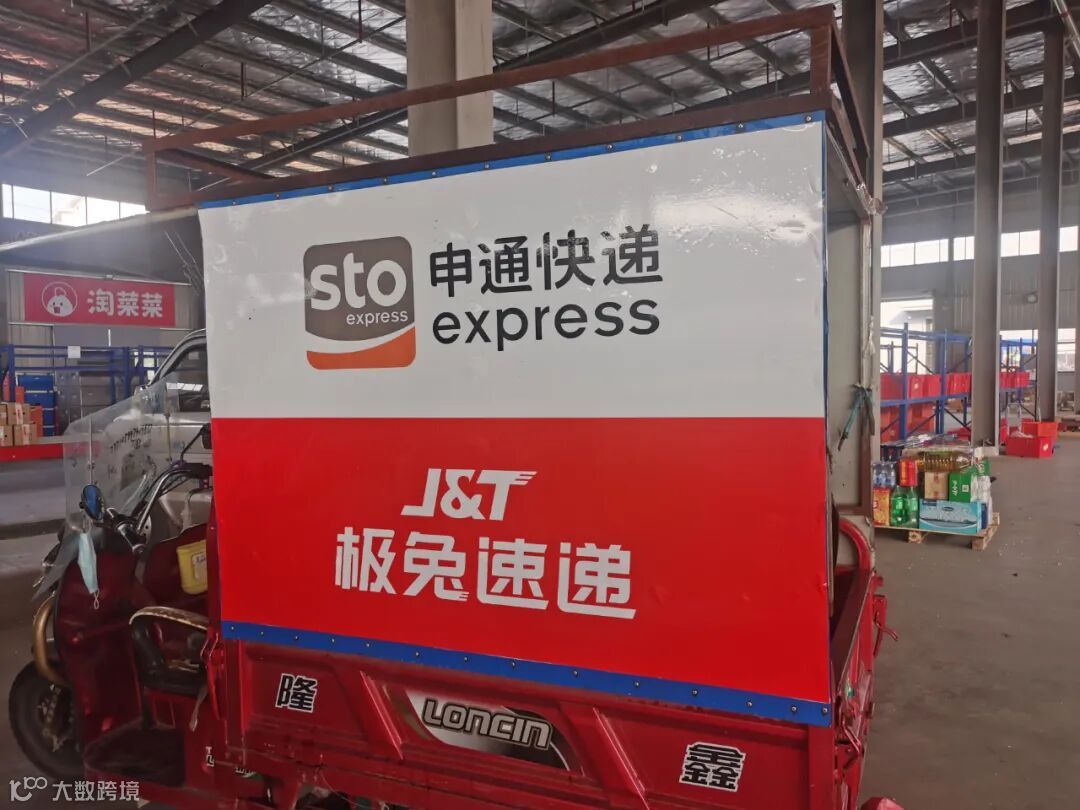 淘菜菜
sto
express
申通快递
express
J&T
极兔速递
隆
LONCIN
鑫
大数跨境